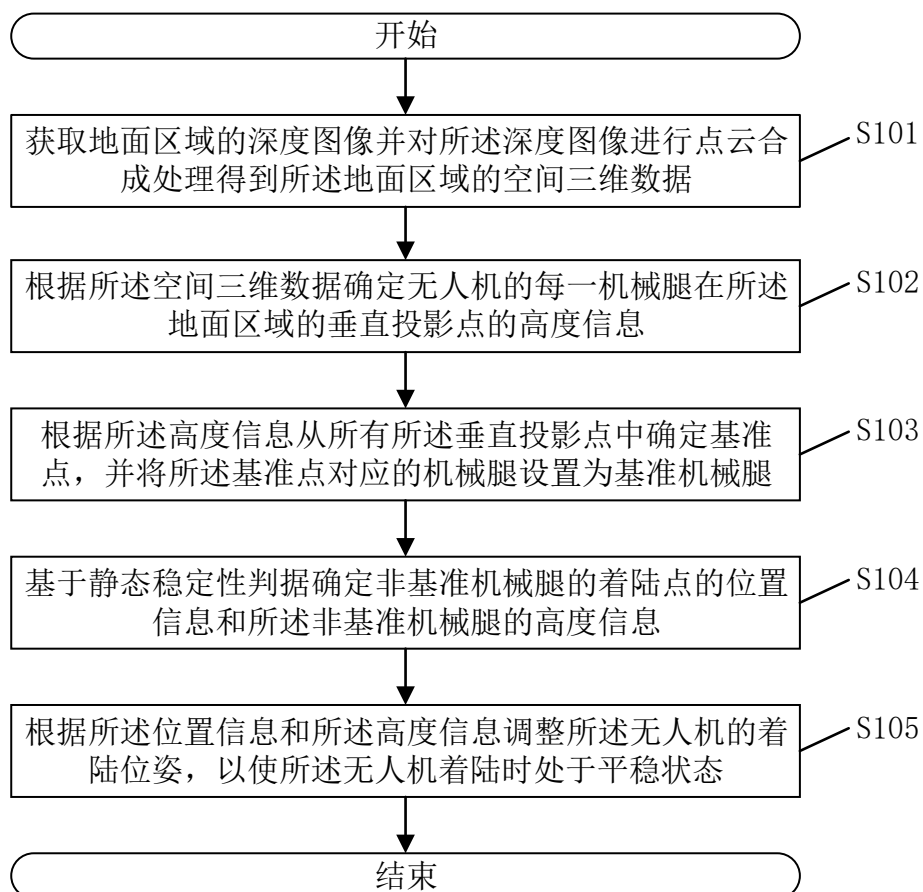 开始
获取地面区域的深度图像并对所述深度图像进行点云合
成处理得到所述地面区域的空间三维数据
S101
根据所述空间三维数据确定无人机的每一机械腿在所述
地面区域的垂直投影点的高度信息
S102
根据所述高度信息从所有所述垂直投影点中确定基准
点，并将所述基准点对应的机械腿设置为基准机械腿
S103
基于静态稳定性判据确定非基准机械腿的着陆点的位置
信息和所述非基准机械腿的高度信息
S104
根据所述位置信息和所述高度信息调整所述无人机的着
陆位姿，以使所述无人机着陆时处于平稳状态
S105
结束